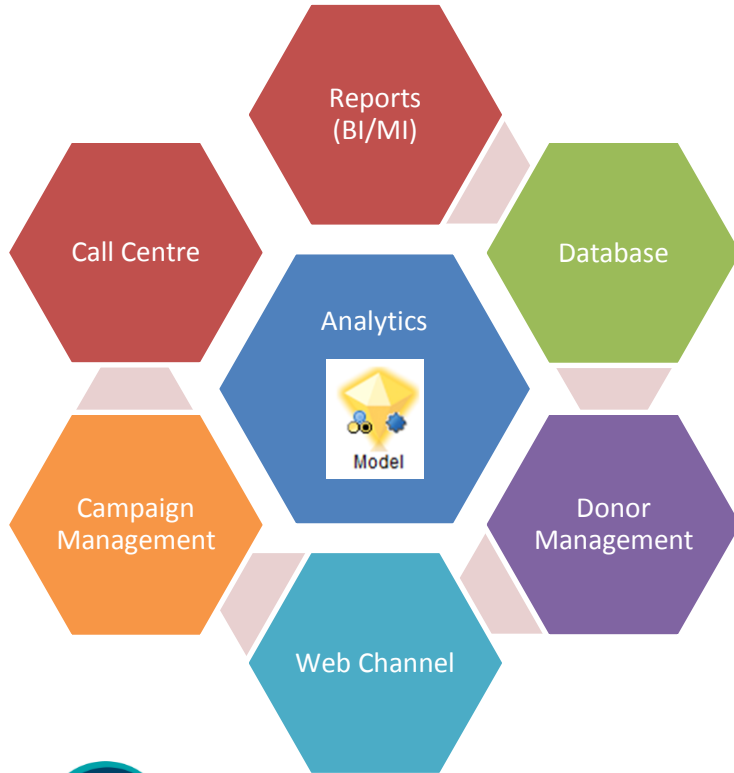 Reports
(BI/MI)
Call Centre
Database
Analytics
Model
Campaign
Management
Donor
Management
Web Channel